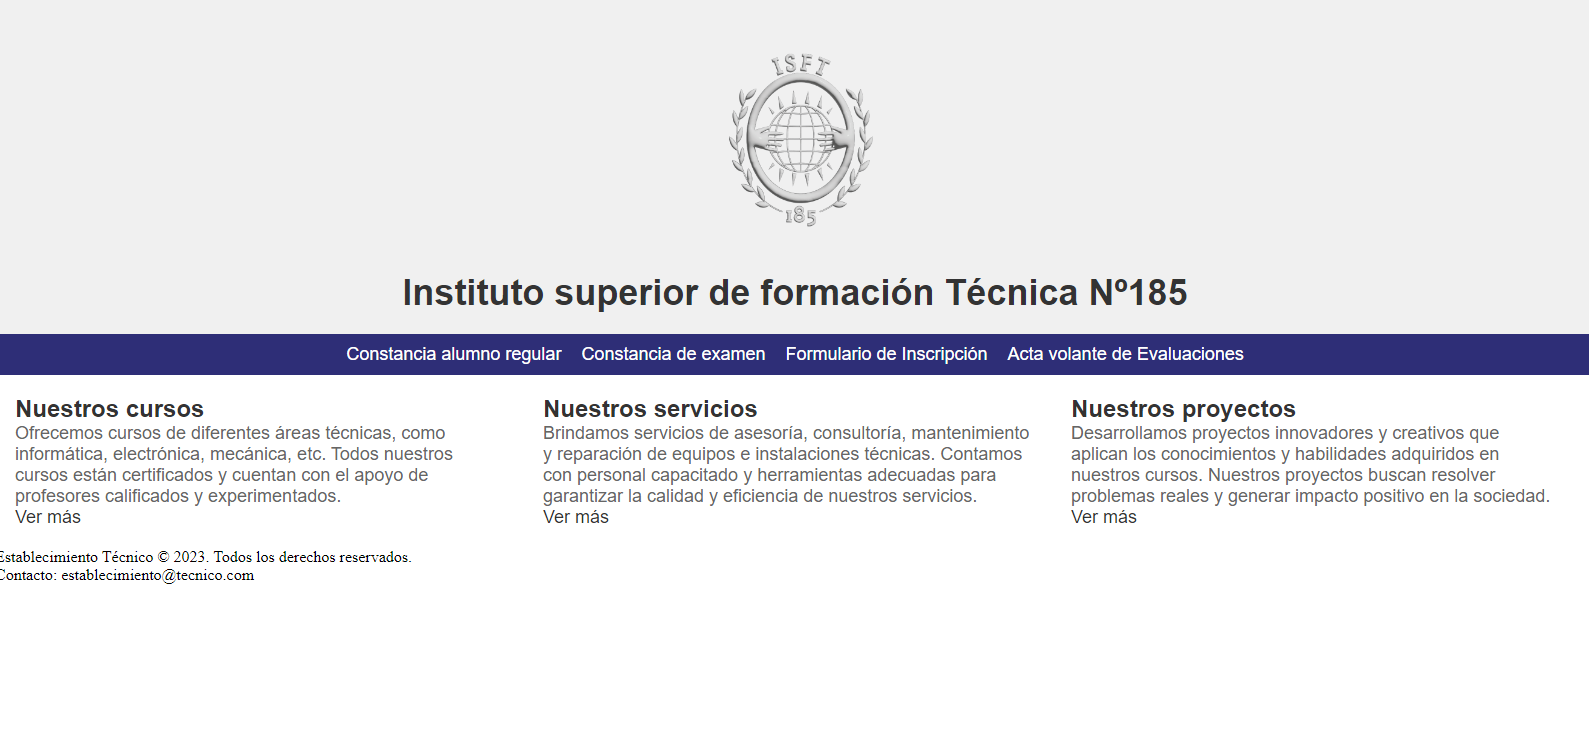 ISFT
185
Instituto superior de formación Técnica Nº185
Constancia alumno regular Constancia de examen Formulario de Inscripción Acta volante de Evaluaciones
Nuestros cursos
Ofrecemos cursos de diferentes áreas técnicas, como
informática, electrónica, mecánica, etc. Todos nuestros
cursos están certificados y cuentan con el apoyo de
profesores calificados y experimentados.
Ver más
Nuestros servicios
Brindamos servicios de asesoría, consultoría, mantenimiento
y reparación de equipos e instalaciones técnicas. Contamos
con personal capacitado y herramientas adecuadas para
garantizar la calidad y eficiencia de nuestros servicios.
Ver más
Nuestros proyectos
Desarrollamos proyectos innovadores y creativos que
aplican los conocimientos y habilidades adquiridos en
nuestros cursos. Nuestros proyectos buscan resolver
problemas reales y generar impacto positivo en la sociedad.
Ver más
Establecimiento Técnico © 2023. Todos los derechos reservados.
Contacto: establecimiento@tecnico.com